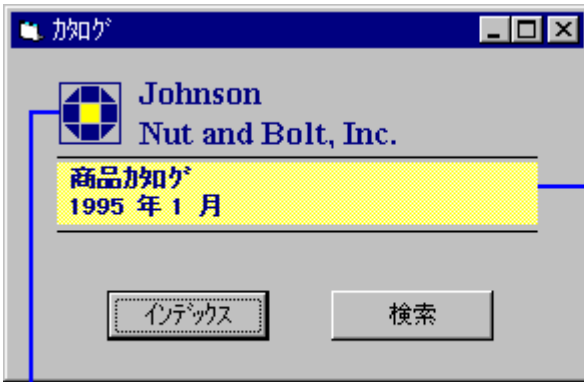 ｶﾀﾛｸﾞ
Johnson
Nut and Bolt, Inc.
商品ｶﾀﾛｸﾞ
1995 年 1 月
ｲﾝﾃﾞｯｸｽ
検索